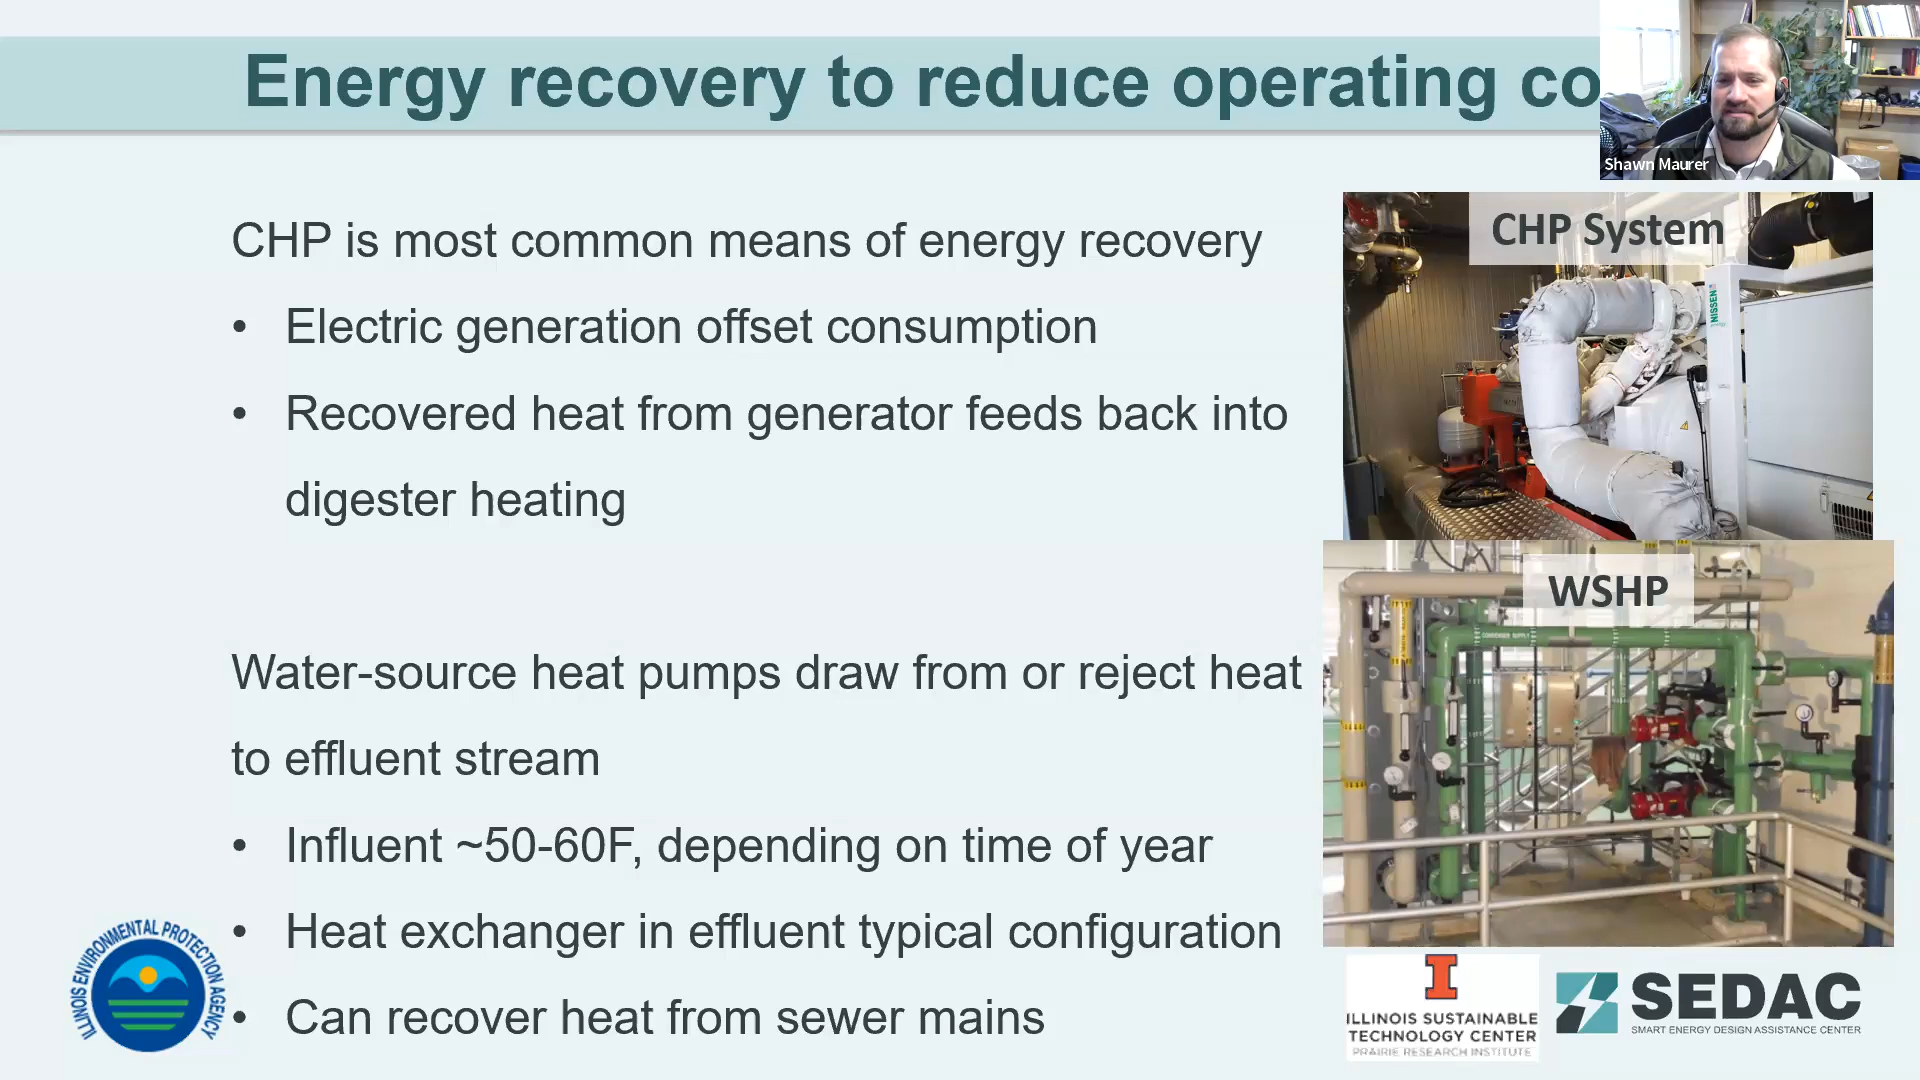 Energy recovery to reduce operating co
Shawn Maurer
CHP is most common means of energy recovery
• Electric generation offset consumption
• Recovered heat from generator feeds back into
digester heating
Water-source heat pumps draw from or reject heat
to effluent stream
• Influent ~50-60F, depending on time of year
• Heat exchanger in effluent typical configuration
• Can recover heat from sewer mains
CHP System
NISSEN
energy
WSHP
CONDENSER SUPPLY
ILLINOIS ENVIRONMENTAL PROTECTION AGENCY
I
ILLINOIS SUSTAINABLE
TECHNOLOGY CENTER
PRAIRIE RESEARCH INSTITUTE
SEDAC
SMART ENERGY DESIGN ASSISTANCE CENTER